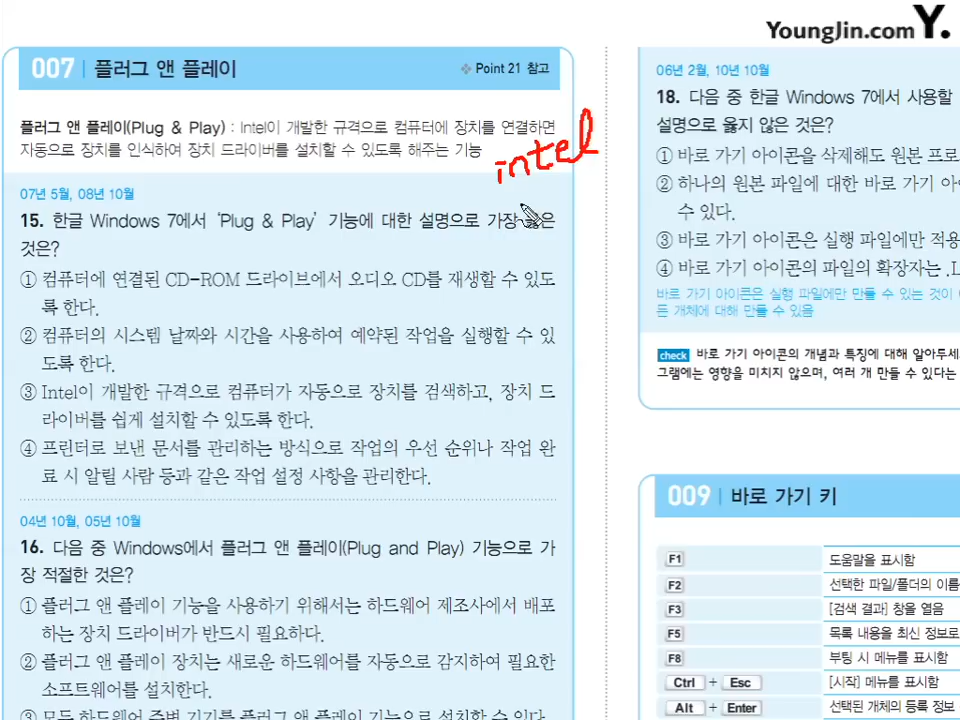 YoungJin.com Y.
007 플러그 앤 플레이
Point 21 참고
플러그 앤 플레이(Plug & Play) : Intel이 개발한 규격으로 컴퓨터에 장치를 연결하면
자동으로 장치를 인식하여 장치 드라이버를 설치할 수 있도록 해주는 기능
intel
07년 5월, 08년 10월
15. 한글 Windows 7에서 ‘Plug & Play’ 기능에 대한 설명으로 가장
것은?
① 컴퓨터에 연결된 CD-ROM 드라이브에서 오디오 CD를 재생할 수 있도
록 한다.
② 컴퓨터의 시스템 날짜와 시간을 사용하여 예약된 작업을 실행할 수 있
도록 한다.
③ Intel이 개발한 규격으로 컴퓨터가 자동으로 장치를 검색하고, 장치 드
라이버를 쉽게 설치할 수 있도록 한다.
④ 프린터로 보낸 문서를 관리하는 방식으로 작업의 우선 순위나 작업 완
료 시 알릴 사람 등과 같은 작업 설정 사항을 관리한다.
04년 10월, 05년 10월
16. 다음 중 Windows에서 플러그 앤 플레이(Plug and Play) 기능으로 가
장 적절한 것은?
① 플러그 앤 플레이 기능을 사용하기 위해서는 하드웨어 제조사에서 배포
하는 장치 드라이버가 반드시 필요하다.
② 플러그 앤 플레이 장치는 새로운 하드웨어를 자동으로 감지하여 필요한
소프트웨어를 설치한다.
③ 모든 하드웨어 주변 기기를 플러그 앤 플레이 기능으로 설치할 수 있다.
06년 2월, 10년 10월
18. 다음 중 한글 Windows 7에서 사용할
설명으로 옳지 않은 것은?
① 바로 가기 아이콘을 삭제해도 원본 프로
② 하나의 원본 파일에 대한 바로 가기 아이
수 있다.
③ 바로 가기 아이콘은 실행 파일에만 적용
④ 바로 가기 아이콘의 파일의 확장자는 .L
바로 가기 아이콘은 실행 파일에만 만들 수 있는 것이
든 개체에 대해 만들 수 있음
check 바로 가기 아이콘의 개념과 특징에 대해 알아두세
그램에는 영향을 미치지 않으며, 여러 개 만들 수 있다는
009 바로 가기 키
F1 도움말을 표시함
F2 선택한 파일/폴더의 이름
F3 [검색 결과] 창을 열음
F5 목록 내용을 최신 정보로
F8 부팅 시 메뉴를 표시함
Ctrl + Esc [시작] 메뉴를 표시함
Alt + Enter 선택된 개체의 등록 정보